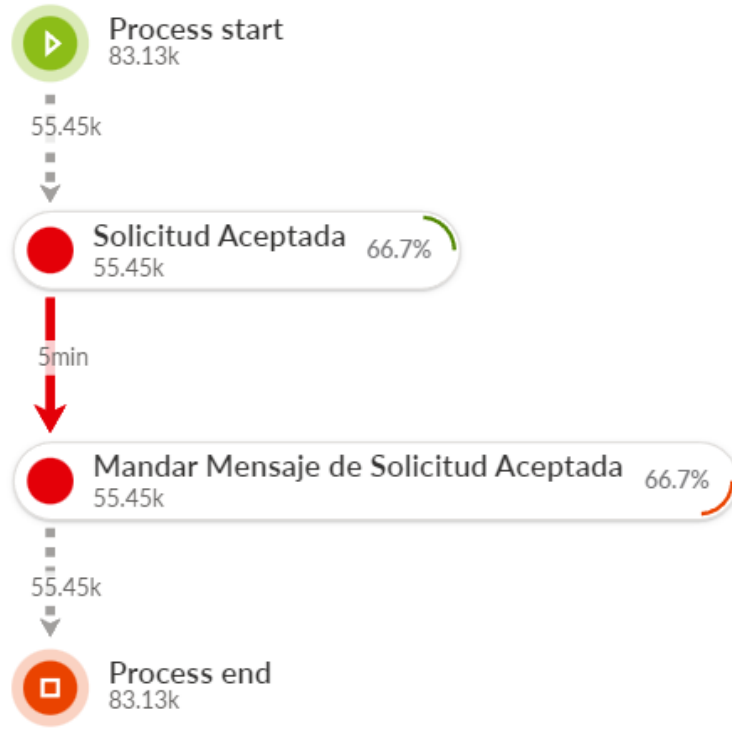 Process start
83.13k
55.45k
Solicitud Aceptada
55.45k
66.7%
5min
Mandar Mensaje de Solicitud Aceptada
55.45k
66.7%
55.45k
Process end
83.13k